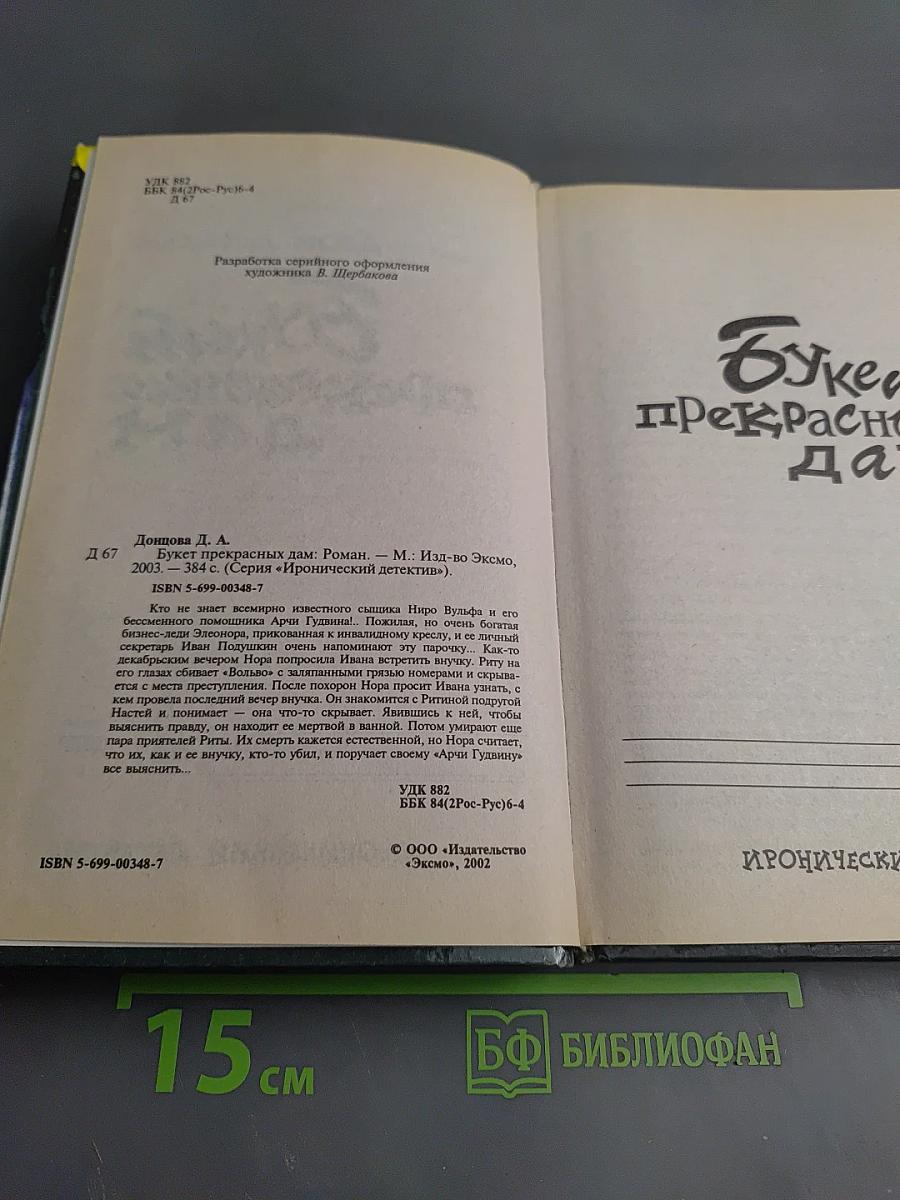 УДК 882
ББК 84(2Рос-Рус)6-4
Д 67
Разработка серийного оформления
художника В. Щербакова
Донцова Д. А.
Д 67 Букет прекрасных дам: Роман. — М.: Изд-во Эксмо,
2003. — 384 с. (Серия «Иронический детектив»).
ISBN 5-699-00348-7
Кто не знает всемирно известного сыщика Ниро Вульфа и его
бессменного помощника Арчи Гудвина!.. Пожилая, но очень богатая
бизнес-леди Элеонора, прикованная к инвалидному креслу, и ее личный
секретарь Иван Подушкин очень напоминают эту парочку... Как-то
декабрьским вечером Нора попросила Ивана встретить внучку. Риту на
его глазах сбивает «Вольво» с заляпанными грязью номерами и скрыва-
ется с места преступления. После похорон Нора просит Ивана узнать, с
кем провела последний вечер внучка. Он знакомится с Ритиной подругой
Настей и понимает — она что-то скрывает. Явившись к ней, чтобы
выяснить правду, он находит ее мертвой в ванной. Потом умирают еще
пара приятелей Риты. Их смерть кажется естественной, но Нора считает,
что их, как и ее внучку, кто-то убил, и поручает своему «Арчи Гудвину»
все выяснить...
УДК 882
ББК 84(2Рос-Рус)6-4
ISBN 5-699-00348-7
© ООО «Издательство
«Эксмо», 2002
Буке
прекрасн
да
ИРОНИЧЕСКИ
15 см
БФ БИБЛИОФАН